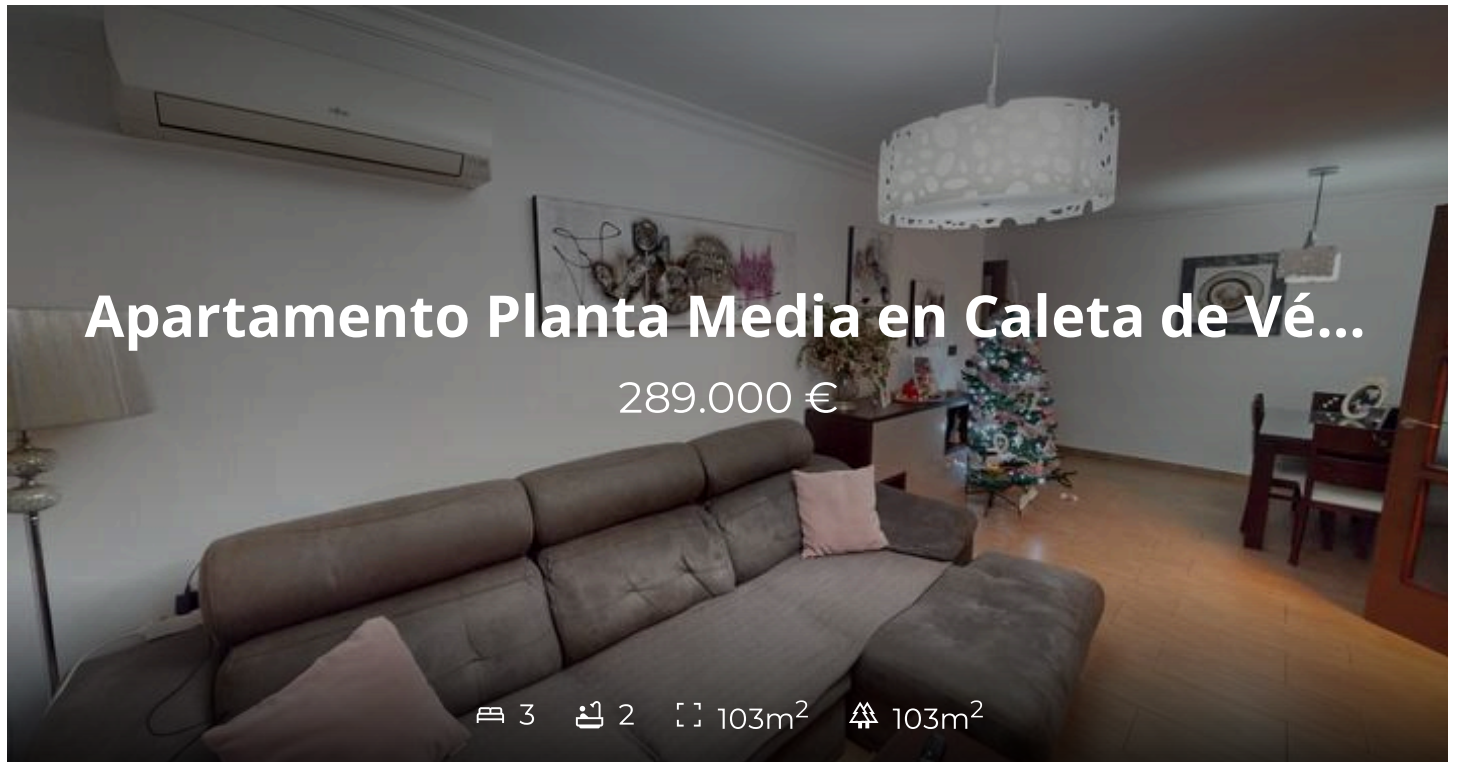 Apartamento Planta Media en Caleta de Vé...
289.000 €
3 2 103m² 103m²